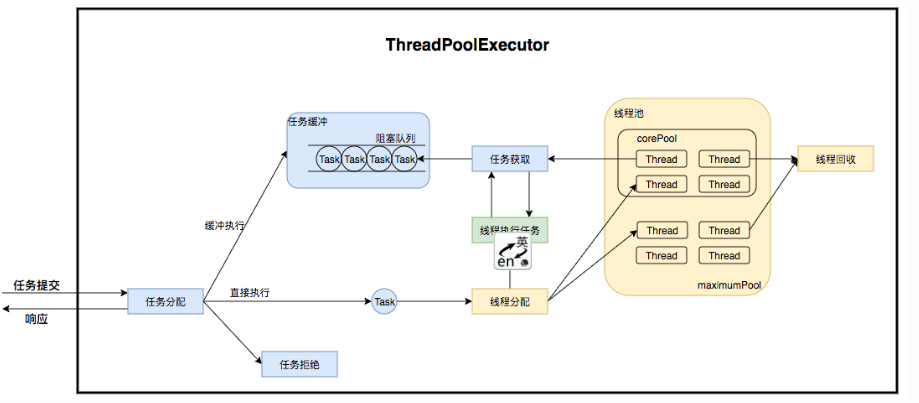 ThreadPoolExecutor
任务缓冲
阻塞队列
Task Task Task Task
任务获取
线程池
corePool
Thread Thread
Thread Thread
Thread Thread
Thread Thread
maximumPool
线程回收
缓冲执行
线程执行任务
英
en
任务提交
响应
任务分配
直接执行
Task
线程分配
任务拒绝